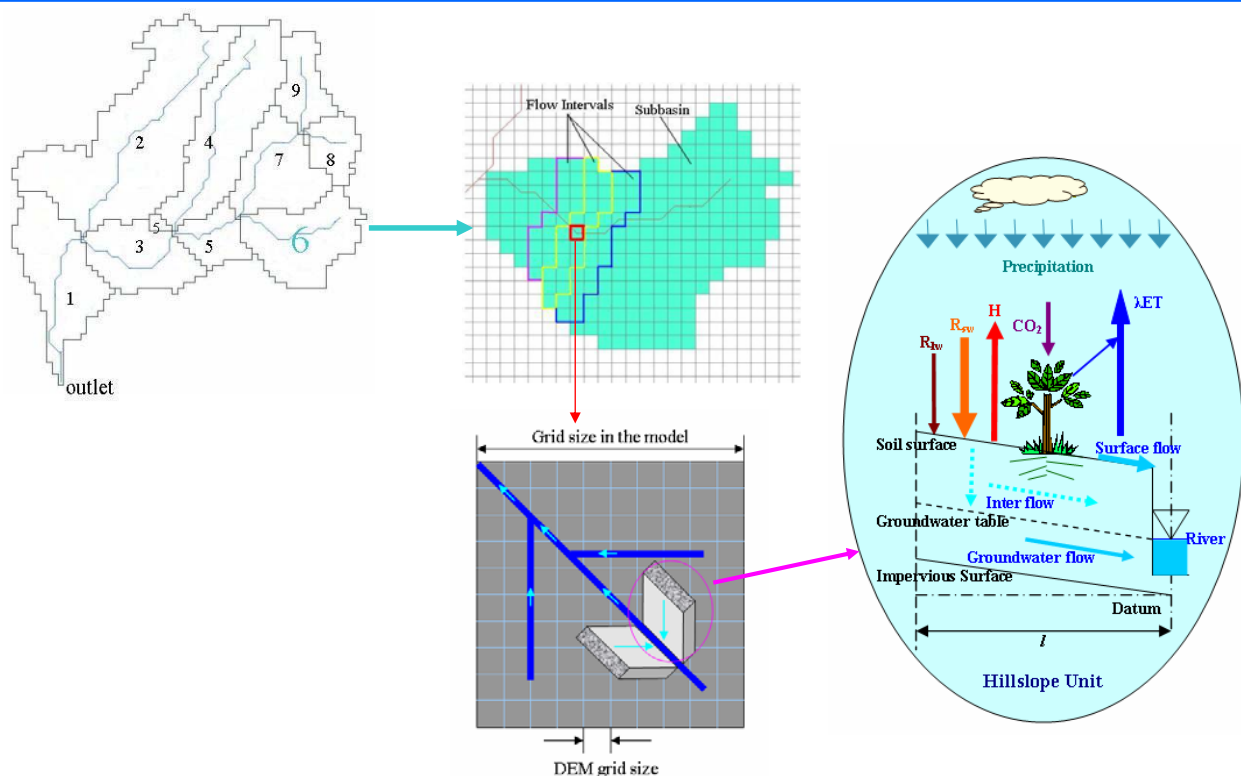 9
2
4
7
8
5
3
5
6
1
outlet
Flow Intervals
Subbasin
Grid size in the model
DEM grid size
Precipitation
λET
H
CO₂
Rsw
Rlw
Soil surface
Surface flow
Inter flow
Groundwater table
River
Groundwater flow
Impervious Surface
Datum
l
Hillslope Unit